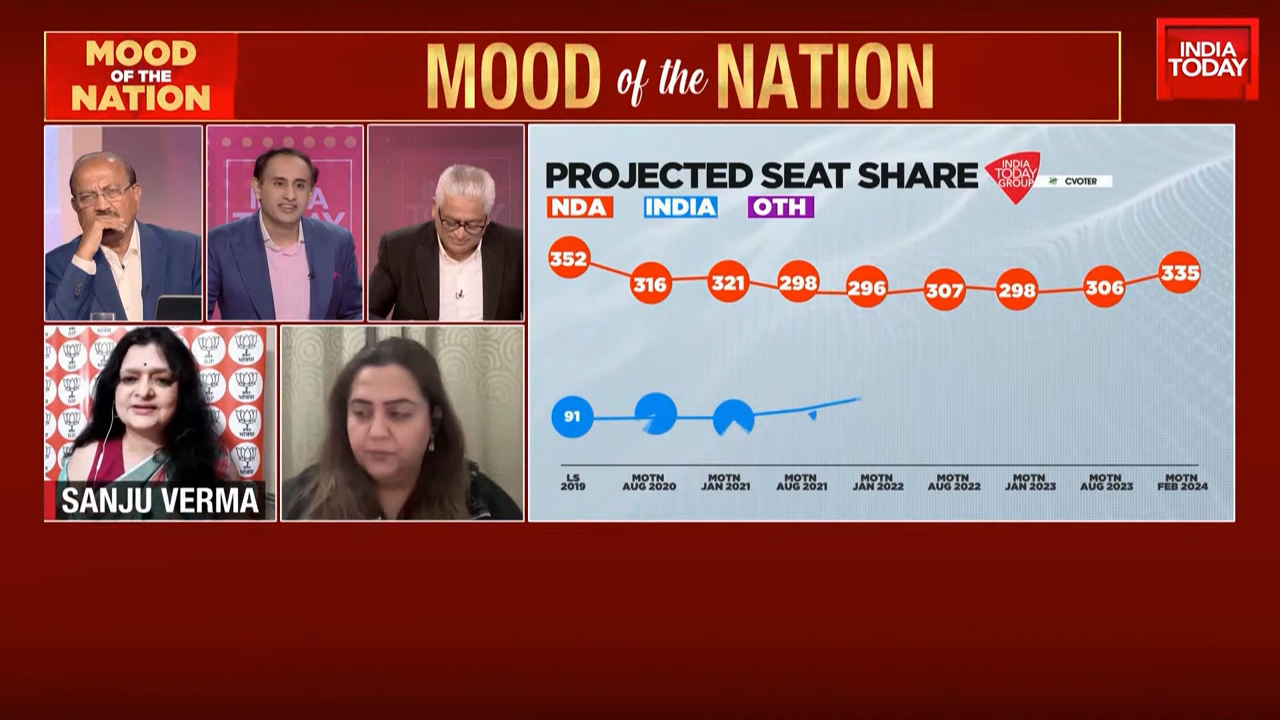 MOOD
OF THE
NATION
MOOD of the NATION
INDIA
TODAY
PROJECTED SEAT SHARE
INDIA
TODAY
GROUP
CVOTER
NDA INDIA OTH
352 316 321 298 296 307 298 306 335
91
LS
2019
MOTN
AUG 2020
MOTN
JAN 2021
MOTN
AUG 2021
MOTN
JAN 2022
MOTN
AUG 2022
MOTN
JAN 2023
MOTN
AUG 2023
MOTN
FEB 2024
SANJU VERMA